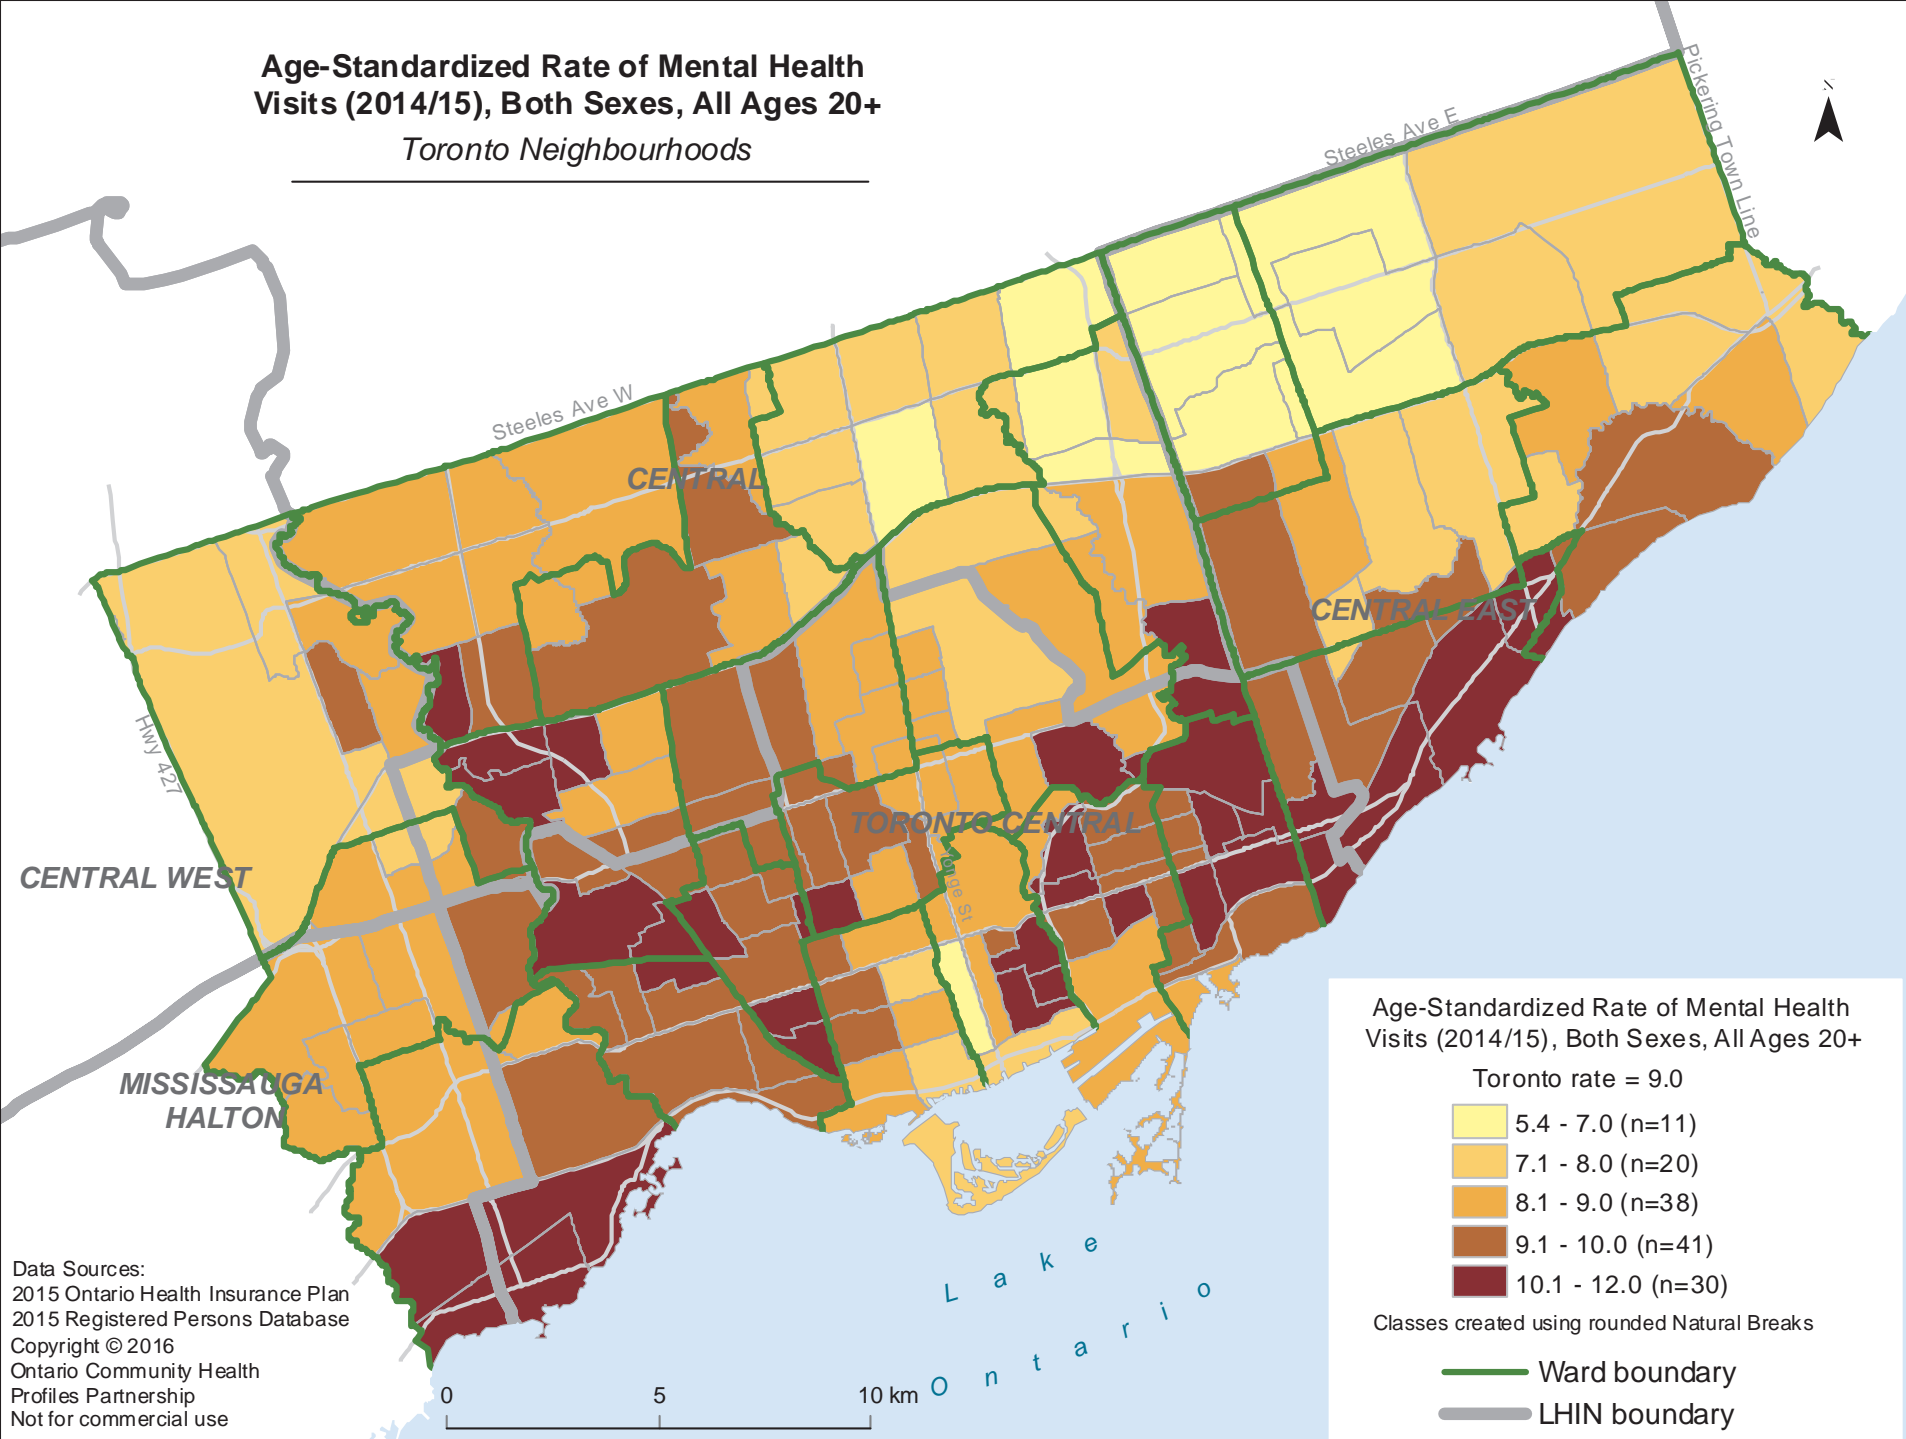 Age-Standardized Rate of Mental Health
Visits (2014/15), Both Sexes, All Ages 20+
Toronto Neighbourhoods
Pickering Town Line
N
Steeles Ave E
Steeles Ave W
CENTRAL
CENTRAL EAST
Hwy 427
TORONTO CENTRAL
Yonge St
CENTRAL WEST
MISSISSAUGA
HALTON
Lake
Ontario
Data Sources:
2015 Ontario Health Insurance Plan
2015 Registered Persons Database
Copyright © 2016
Ontario Community Health
Profiles Partnership
Not for commercial use
0 5 10 km
Age-Standardized Rate of Mental Health
Visits (2014/15), Both Sexes, All Ages 20+
Toronto rate = 9.0
5.4 - 7.0 (n=11)
7.1 - 8.0 (n=20)
8.1 - 9.0 (n=38)
9.1 - 10.0 (n=41)
10.1 - 12.0 (n=30)
Classes created using rounded Natural Breaks
Ward boundary
LHIN boundary